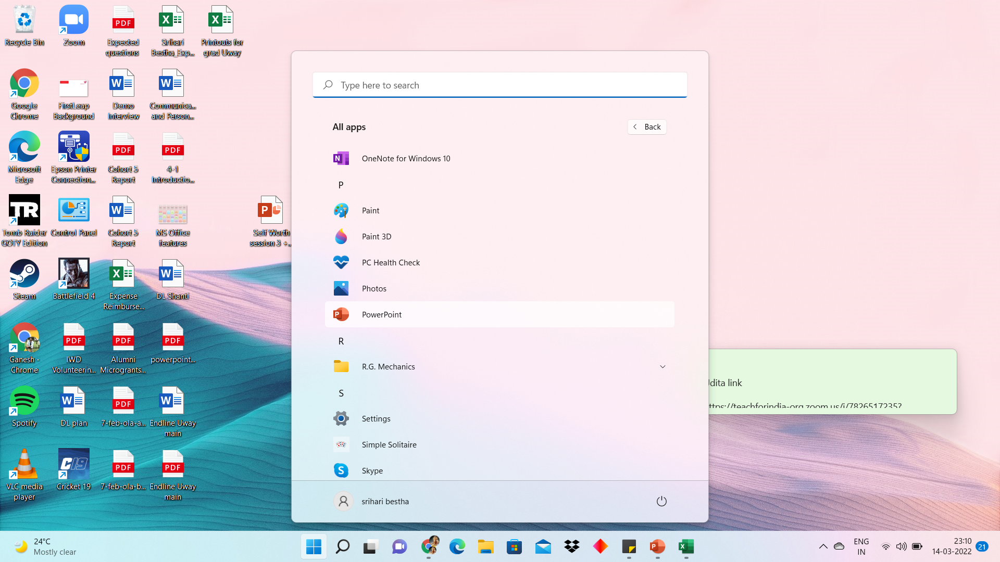 Recycle Bin
Zoom
Expected
questions
Srihari
Bestha_Exp...
Printouts for
grad Uway
Google
Chrome
FirstLeap
Background
Demo
Interview
Communica...
and Person...
Microsoft
Edge
Epson Printer
Connection...
Cohort 5
Report
4-1
Introductio...
Tomb Raider
GOTY Edition
Control Panel
Cohort 5
Report
MS Office
features
Self Worth
session 3 +...
Steam
Battlefield 4
Expense
Reimburse...
DL Shanti
Ganesh -
Chrome
IWD
Volunteerin...
Alumni
Microgrants...
powerpoint...
Spotify
DL plan
7-feb-ola-a...
Endline Uway
main
VLC media
player
Cricket 19
7-feb-ola-b...
Endline Uway
main
Type here to search
All apps
Back
OneNote for Windows 10
P
Paint
Paint 3D
PC Health Check
Photos
PowerPoint
R
R.G. Mechanics
S
Settings
Simple Solitaire
Skype
srihari bestha
link
https://teachforindia-org.zoom.us/j/7826517235?
24°C
Mostly clear
ENG
IN
23:10
14-03-2022
21